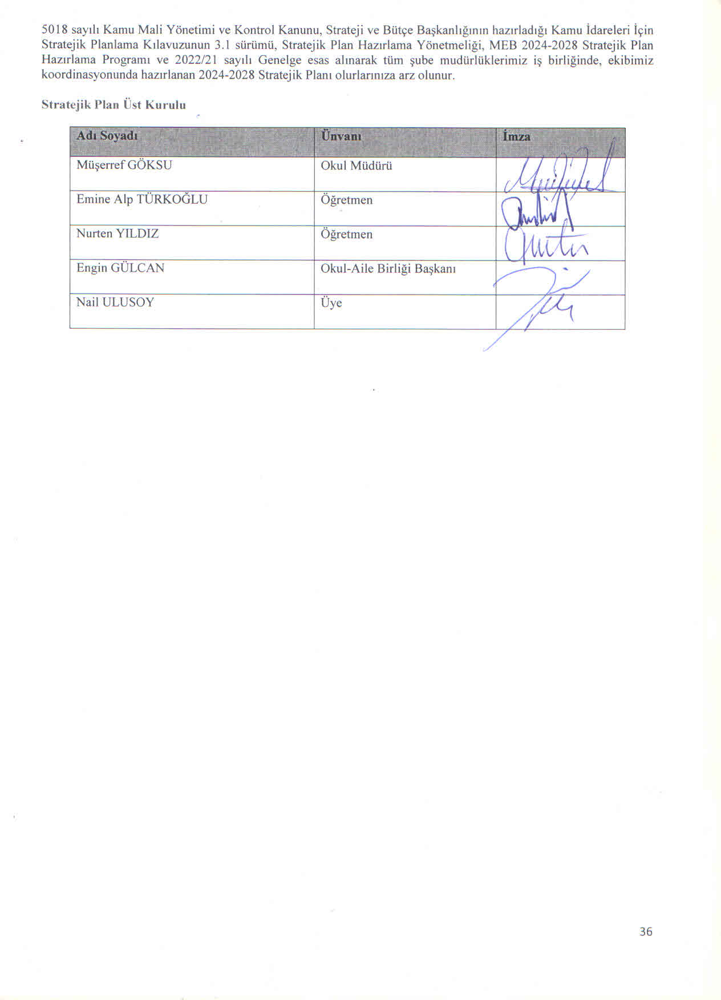 5018 sayılı Kamu Mali Yönetimi ve Kontrol Kanunu, Strateji ve Bütçe Başkanlığının hazırladığı Kamu İdareleri İçin
Stratejik Planlama Kılavuzunun 3.1 sürümü, Stratejik Plan Hazırlama Yönetmeliği, MEB 2024-2028 Stratejik Plan
Hazırlama Programı ve 2022/21 sayılı Genelge esas alınarak tüm şube mudürlüklerimiz iş birliğinde, ekibimiz
koordinasyonunda hazırlanan 2024-2028 Stratejik Planı olurlarınıza arz olunur.
Stratejik Plan Üst Kurulu
Adı Soyadı Ünvanı İmza
Müşerref GÖKSU Okul Müdürü
Emine Alp TÜRKOĞLU Öğretmen
Nurten YILDIZ Öğretmen
Engin GÜLCAN Okul-Aile Birliği Başkanı
Nail ULUSOY Üye
36